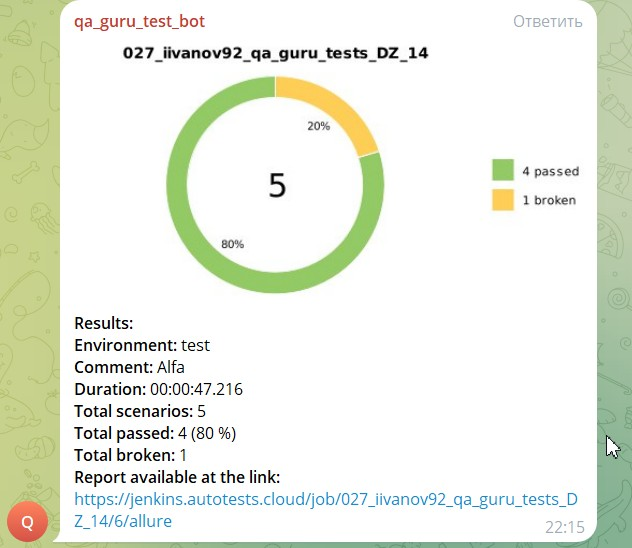 qa_guru_test_bot
Ответить
027_iivanov92_qa_guru_tests_DZ_14
20%
5
4 passed
1 broken
80%
Results:
Environment: test
Comment: Alfa
Duration: 00:00:47.216
Total scenarios: 5
Total passed: 4 (80 %)
Total broken: 1
Report available at the link:
https://jenkins.autotests.cloud/job/027_iivanov92_qa_guru_tests_D
Z_14/6/allure
Q
22:15